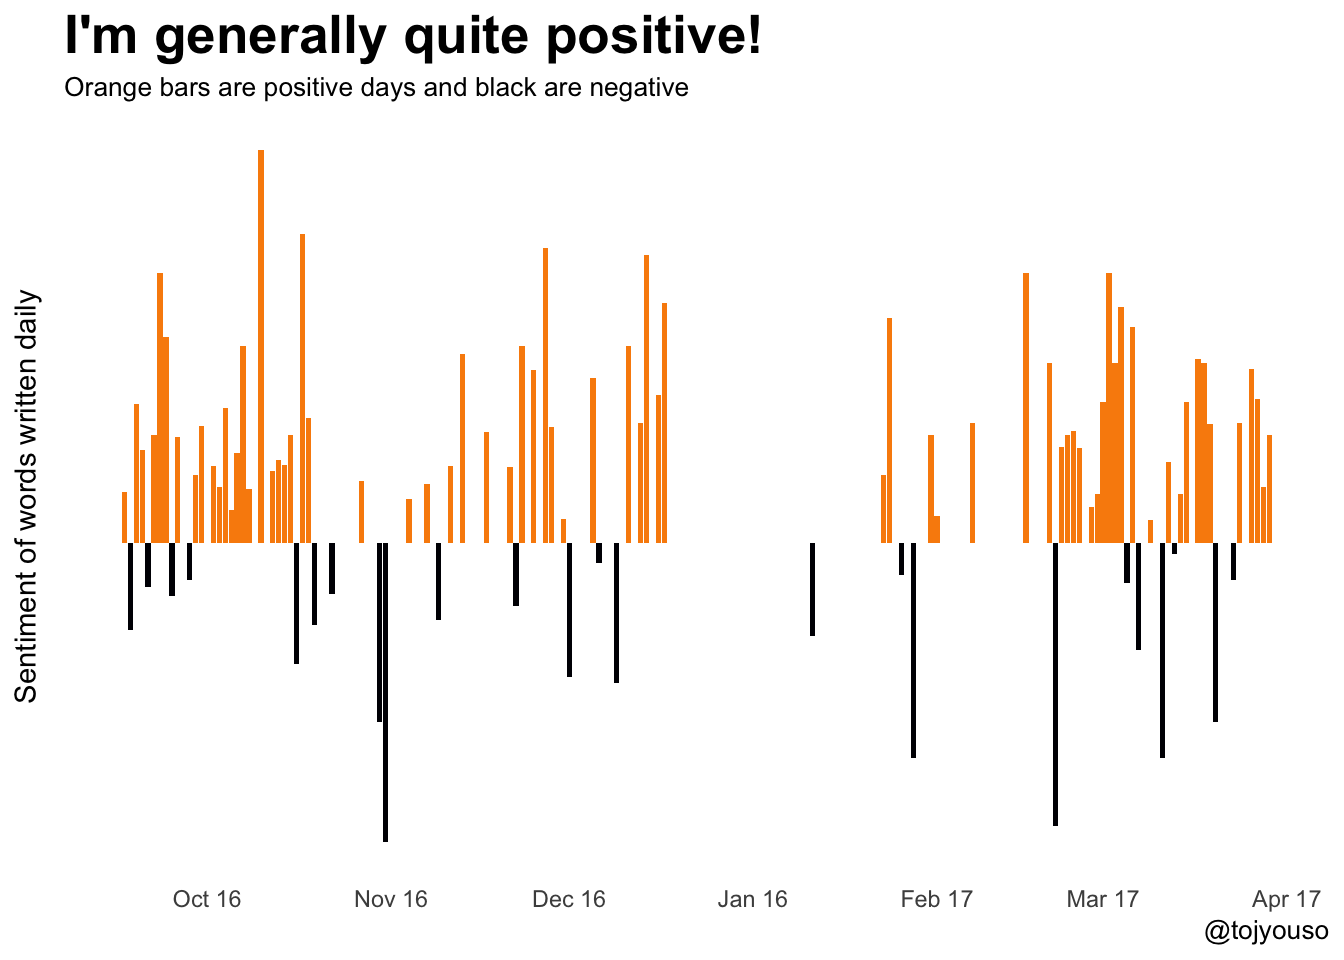 I'm generally quite positive!
Orange bars are positive days and black are negative
Sentiment of words written daily
Oct 16
Nov 16
Dec 16
Jan 16
Feb 17
Mar 17
Apr 17
@tojyouso